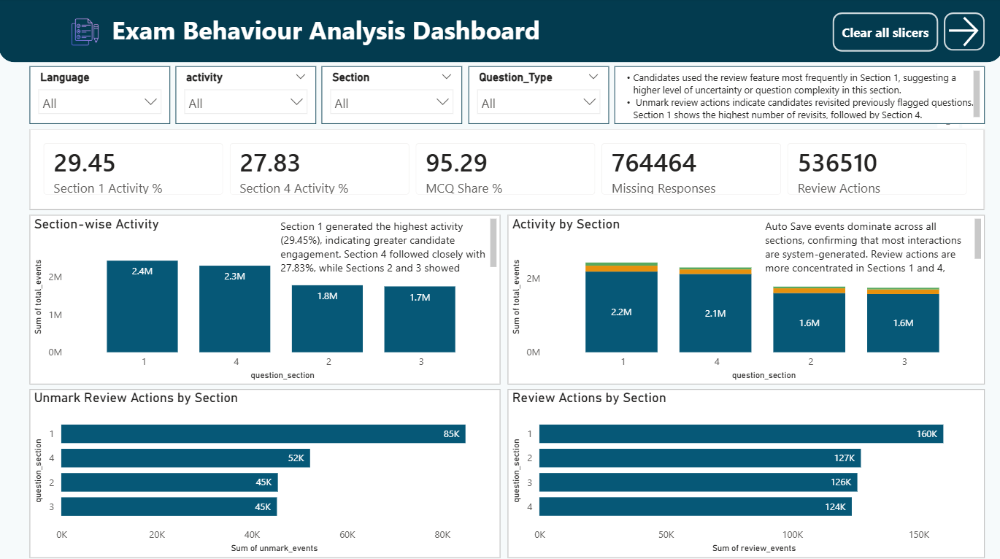 Exam Behaviour Analysis Dashboard
Clear all slicers
Language
All
activity
All
Section
All
Question_Type
All
• Candidates used the review feature most frequently in Section 1, suggesting a
higher level of uncertainty or question complexity in this section.
• Unmark review actions indicate candidates revisited previously flagged questions.
Section 1 shows the highest number of revisits, followed by Section 4.
29.45
Section 1 Activity %
27.83
Section 4 Activity %
95.29
MCQ Share %
764464
Missing Responses
536510
Review Actions
Section-wise Activity
Section 1 generated the highest activity
(29.45%), indicating greater candidate
engagement. Section 4 followed closely with
27.83%, while Sections 2 and 3 showed
Sum of total_events
2M
1M
0M
2.4M
2.3M
1.8M
1.7M
1
4
2
3
question_section
Activity by Section
Auto Save events dominate across all
sections, confirming that most interactions
are system-generated. Review actions are
more concentrated in Sections 1 and 4,
Sum of total_events
2M
0M
2.2M
2.1M
1.6M
1.6M
1
4
2
3
question_section
Unmark Review Actions by Section
question_section
1
85K
4
52K
2
45K
3
45K
0K
20K
40K
60K
80K
Sum of unmark_events
Review Actions by Section
question_section
1
160K
2
127K
3
126K
4
124K
0K
50K
100K
150K
Sum of review_events